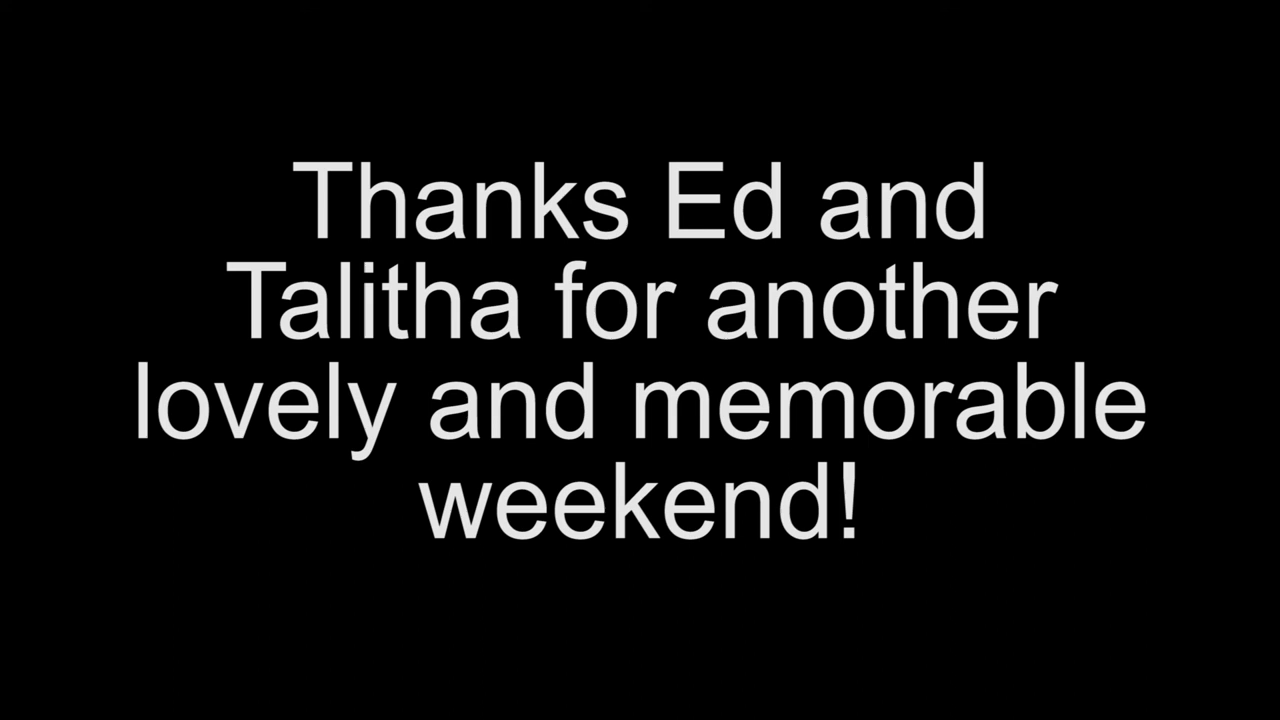 Thanks Ed and
Talitha for another
lovely and memorable
weekend!